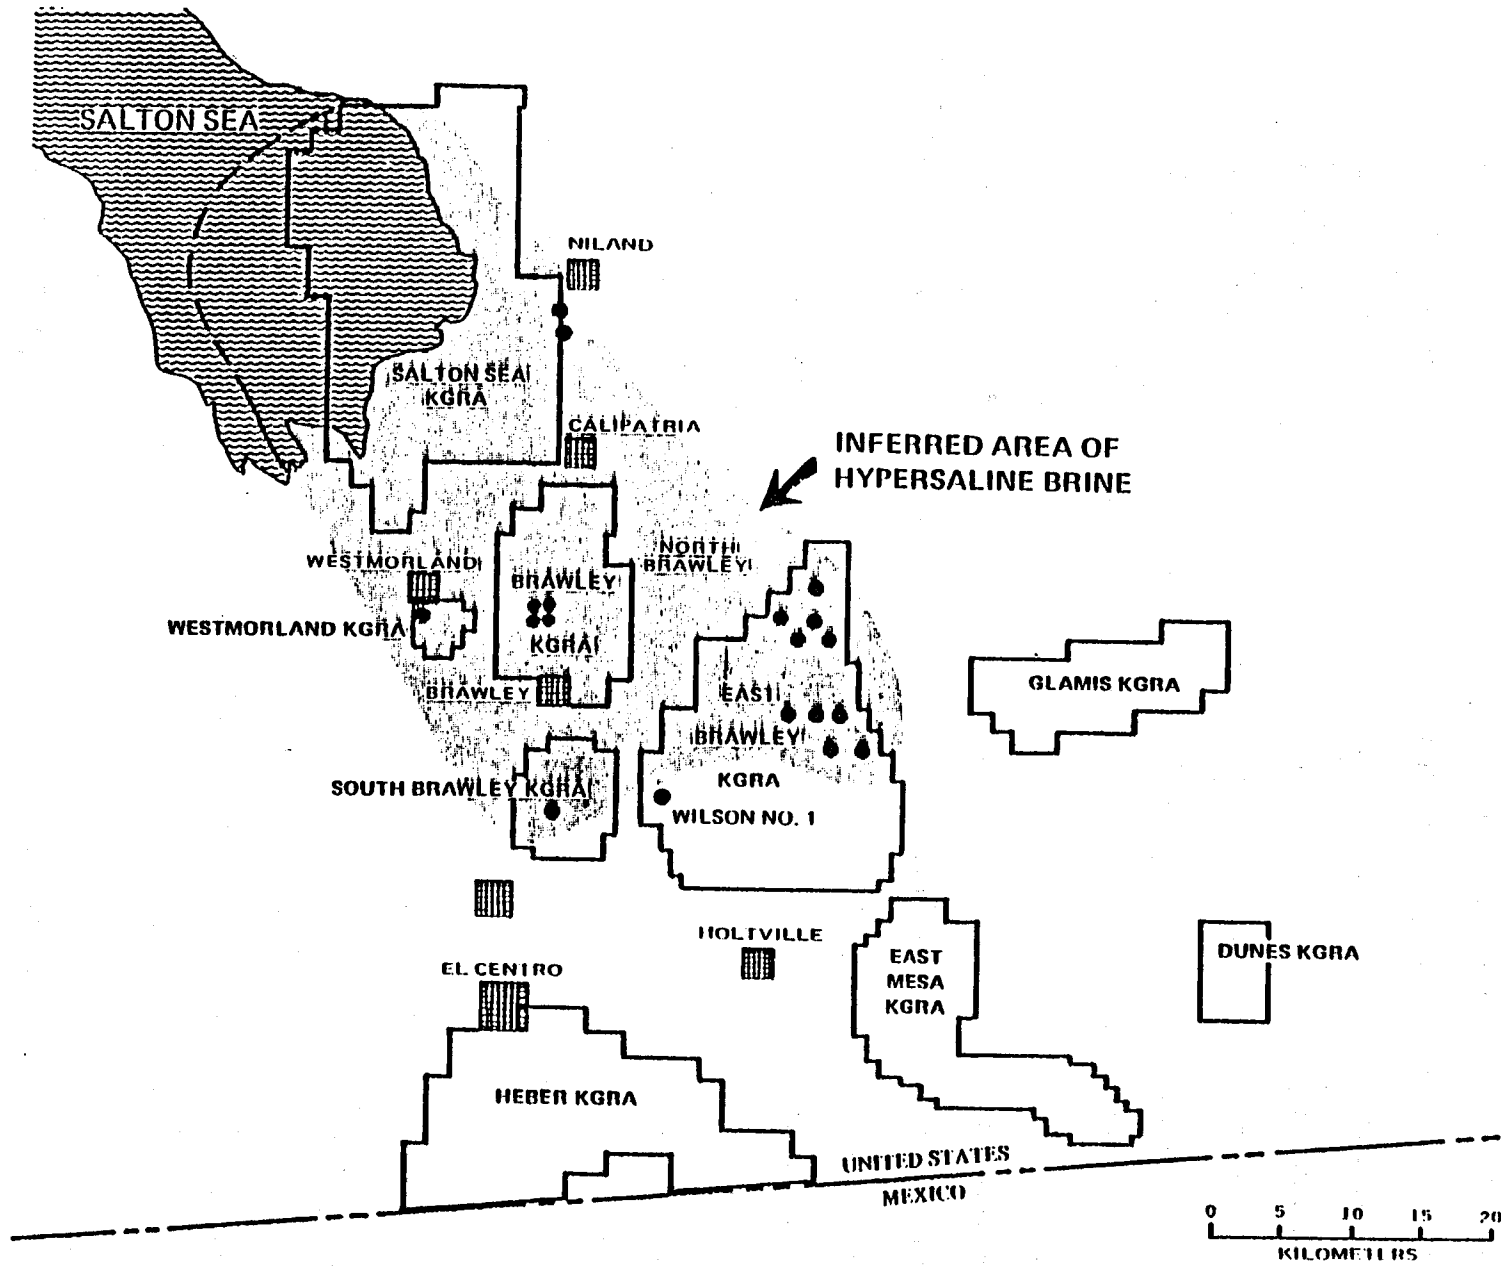 SALTON SEA
NILAND
SALTON SEA
KGRA
CALIPATRIA
INFERRED AREA OF
HYPERSALINE BRINE
NORTH
BRAWLEY
WESTMORLAND
BRAWLEY
KGRA
WESTMORLAND KGRA
BRAWLEY
GLAMIS KGRA
EAST
BRAWLEY
KGRA
WILSON NO. 1
SOUTH BRAWLEY KGRA
HOLTVILLE
EL CENTRO
EAST
MESA
KGRA
DUNES KGRA
HEBER KGRA
UNITED STATES
MEXICO
0 5 10 15 20
KILOMETERS